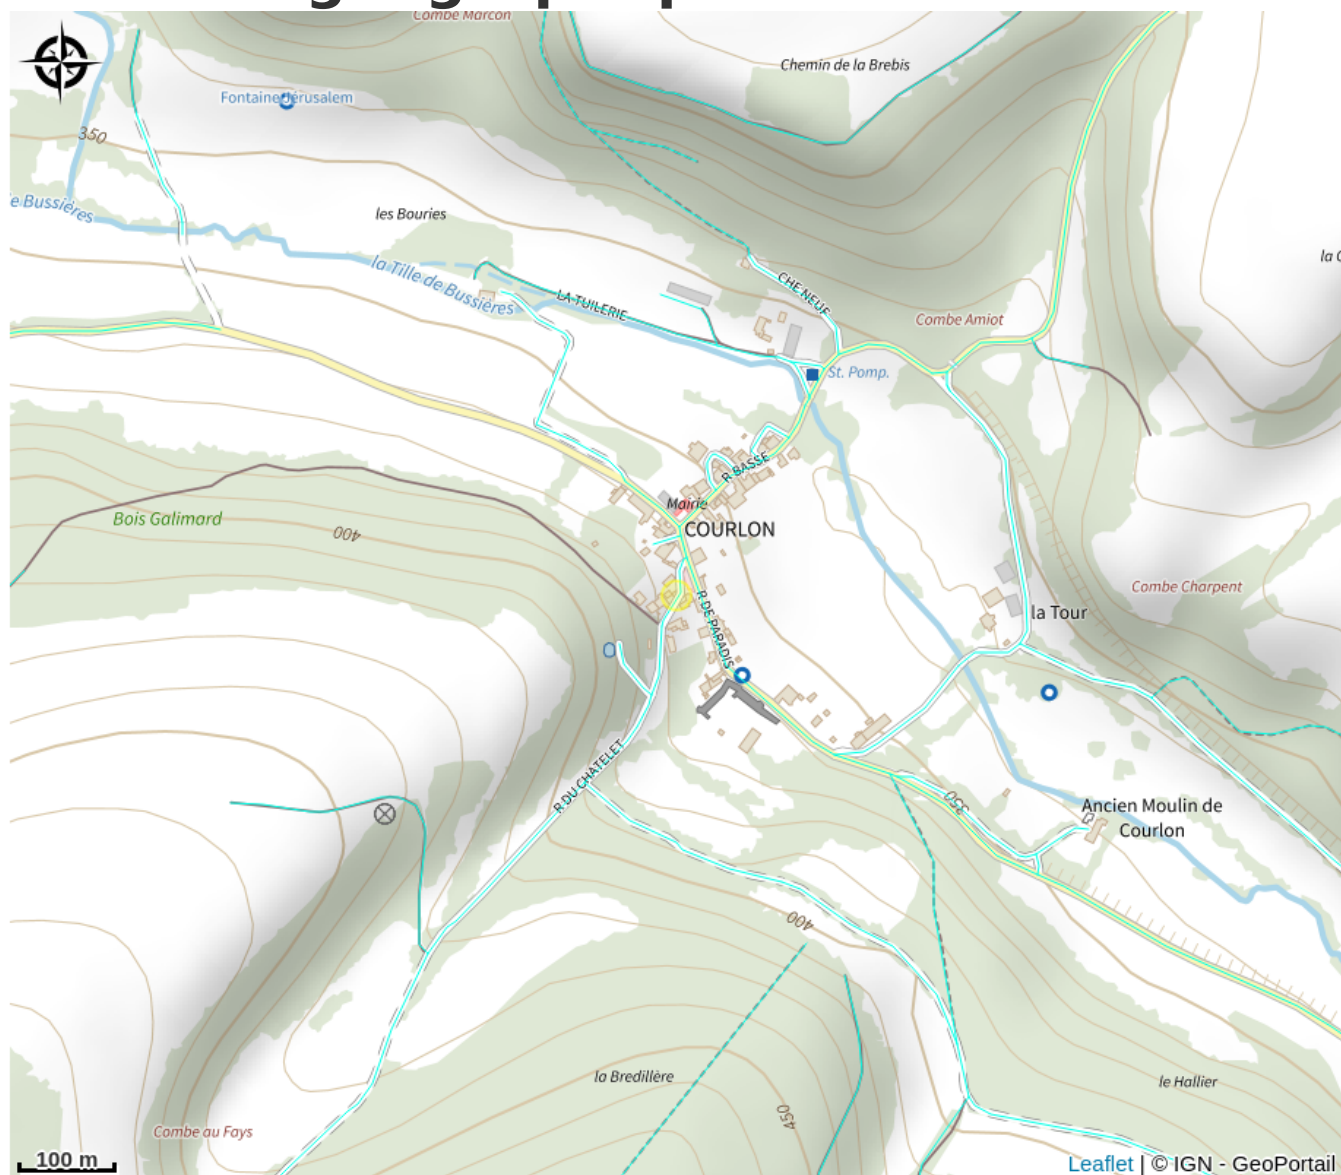 Combe Marcon
Chemin de la Brebis
Fontaine Jérusalem
350
e Bussières
les Bouries
la Tille de Bussières
LA TUILERIE
CHE NEUF
la C
Combe Amiot
St. Pomp.
R BASSE
Mairie
COURLON
Bois Galimard
400
Combe Charpent
R DE PARADIS
la Tour
R DU CHATELET
350
Ancien Moulin de
Courlon
400
la Bredillère
le Hallier
450
Combe au Fays
100 m
Leaflet | © IGN - GeoPortail